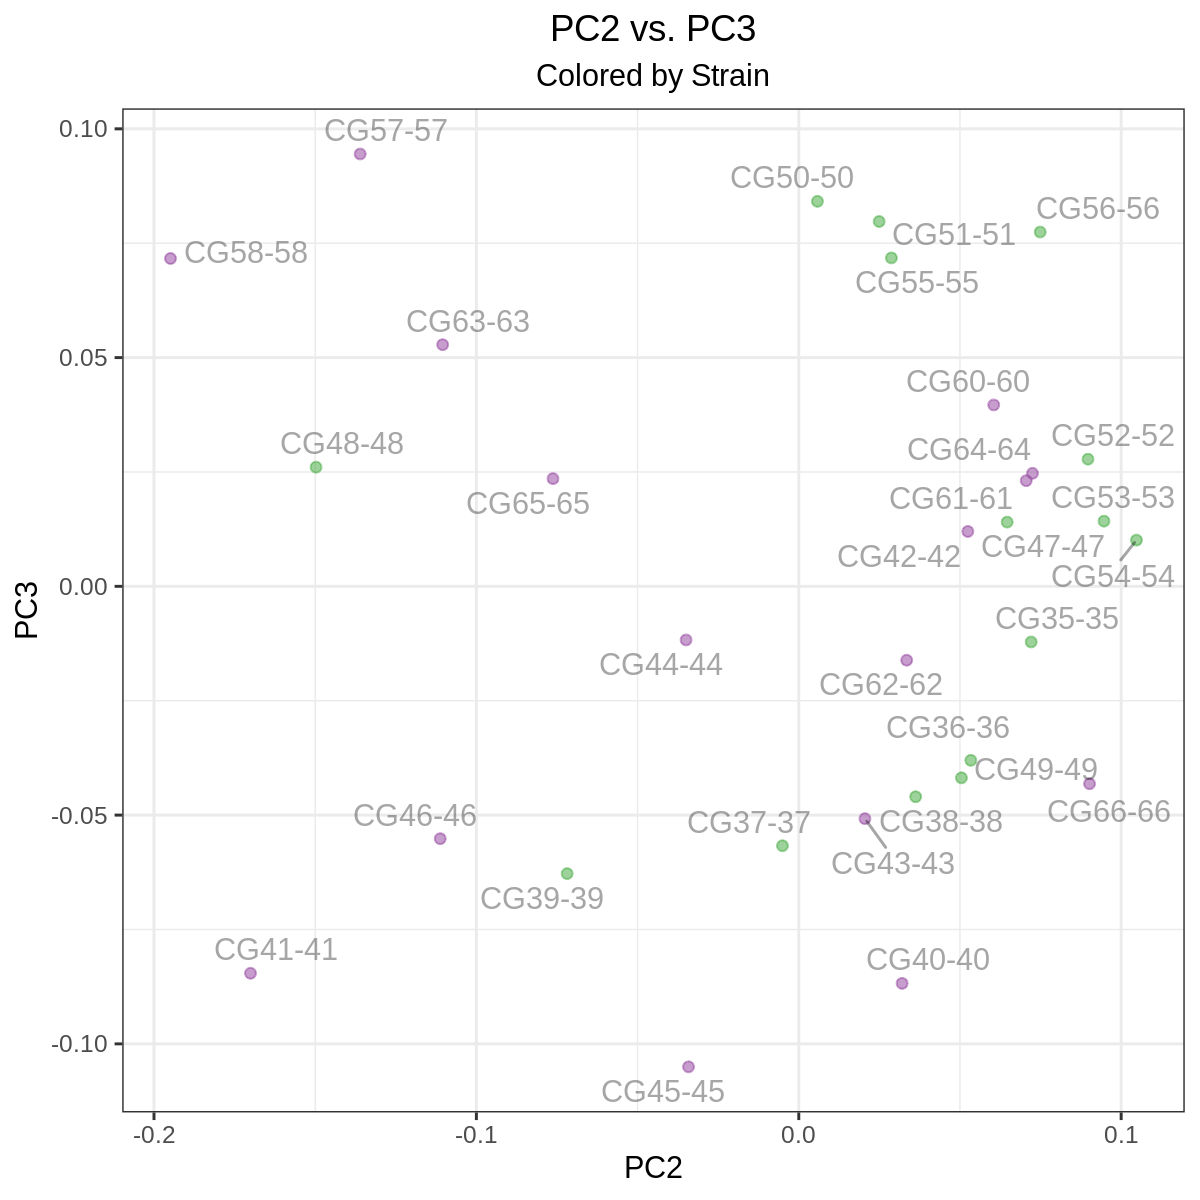 PC2 vs. PC3
Colored by Strain
0.10
CG57-57
CG50-50
CG56-56
CG51-51
CG58-58
CG55-55
CG63-63
0.05
CG60-60
CG52-52
CG48-48
CG64-64
CG65-65
CG61-61
CG53-53
CG42-42
CG47-47
CG54-54
0.00
PC3
CG35-35
CG44-44
CG62-62
CG36-36
CG49-49
CG66-66
-0.05
CG46-46
CG37-37
CG38-38
CG43-43
CG39-39
CG41-41
CG40-40
-0.10
CG45-45
-0.2
-0.1
0.0
0.1
PC2